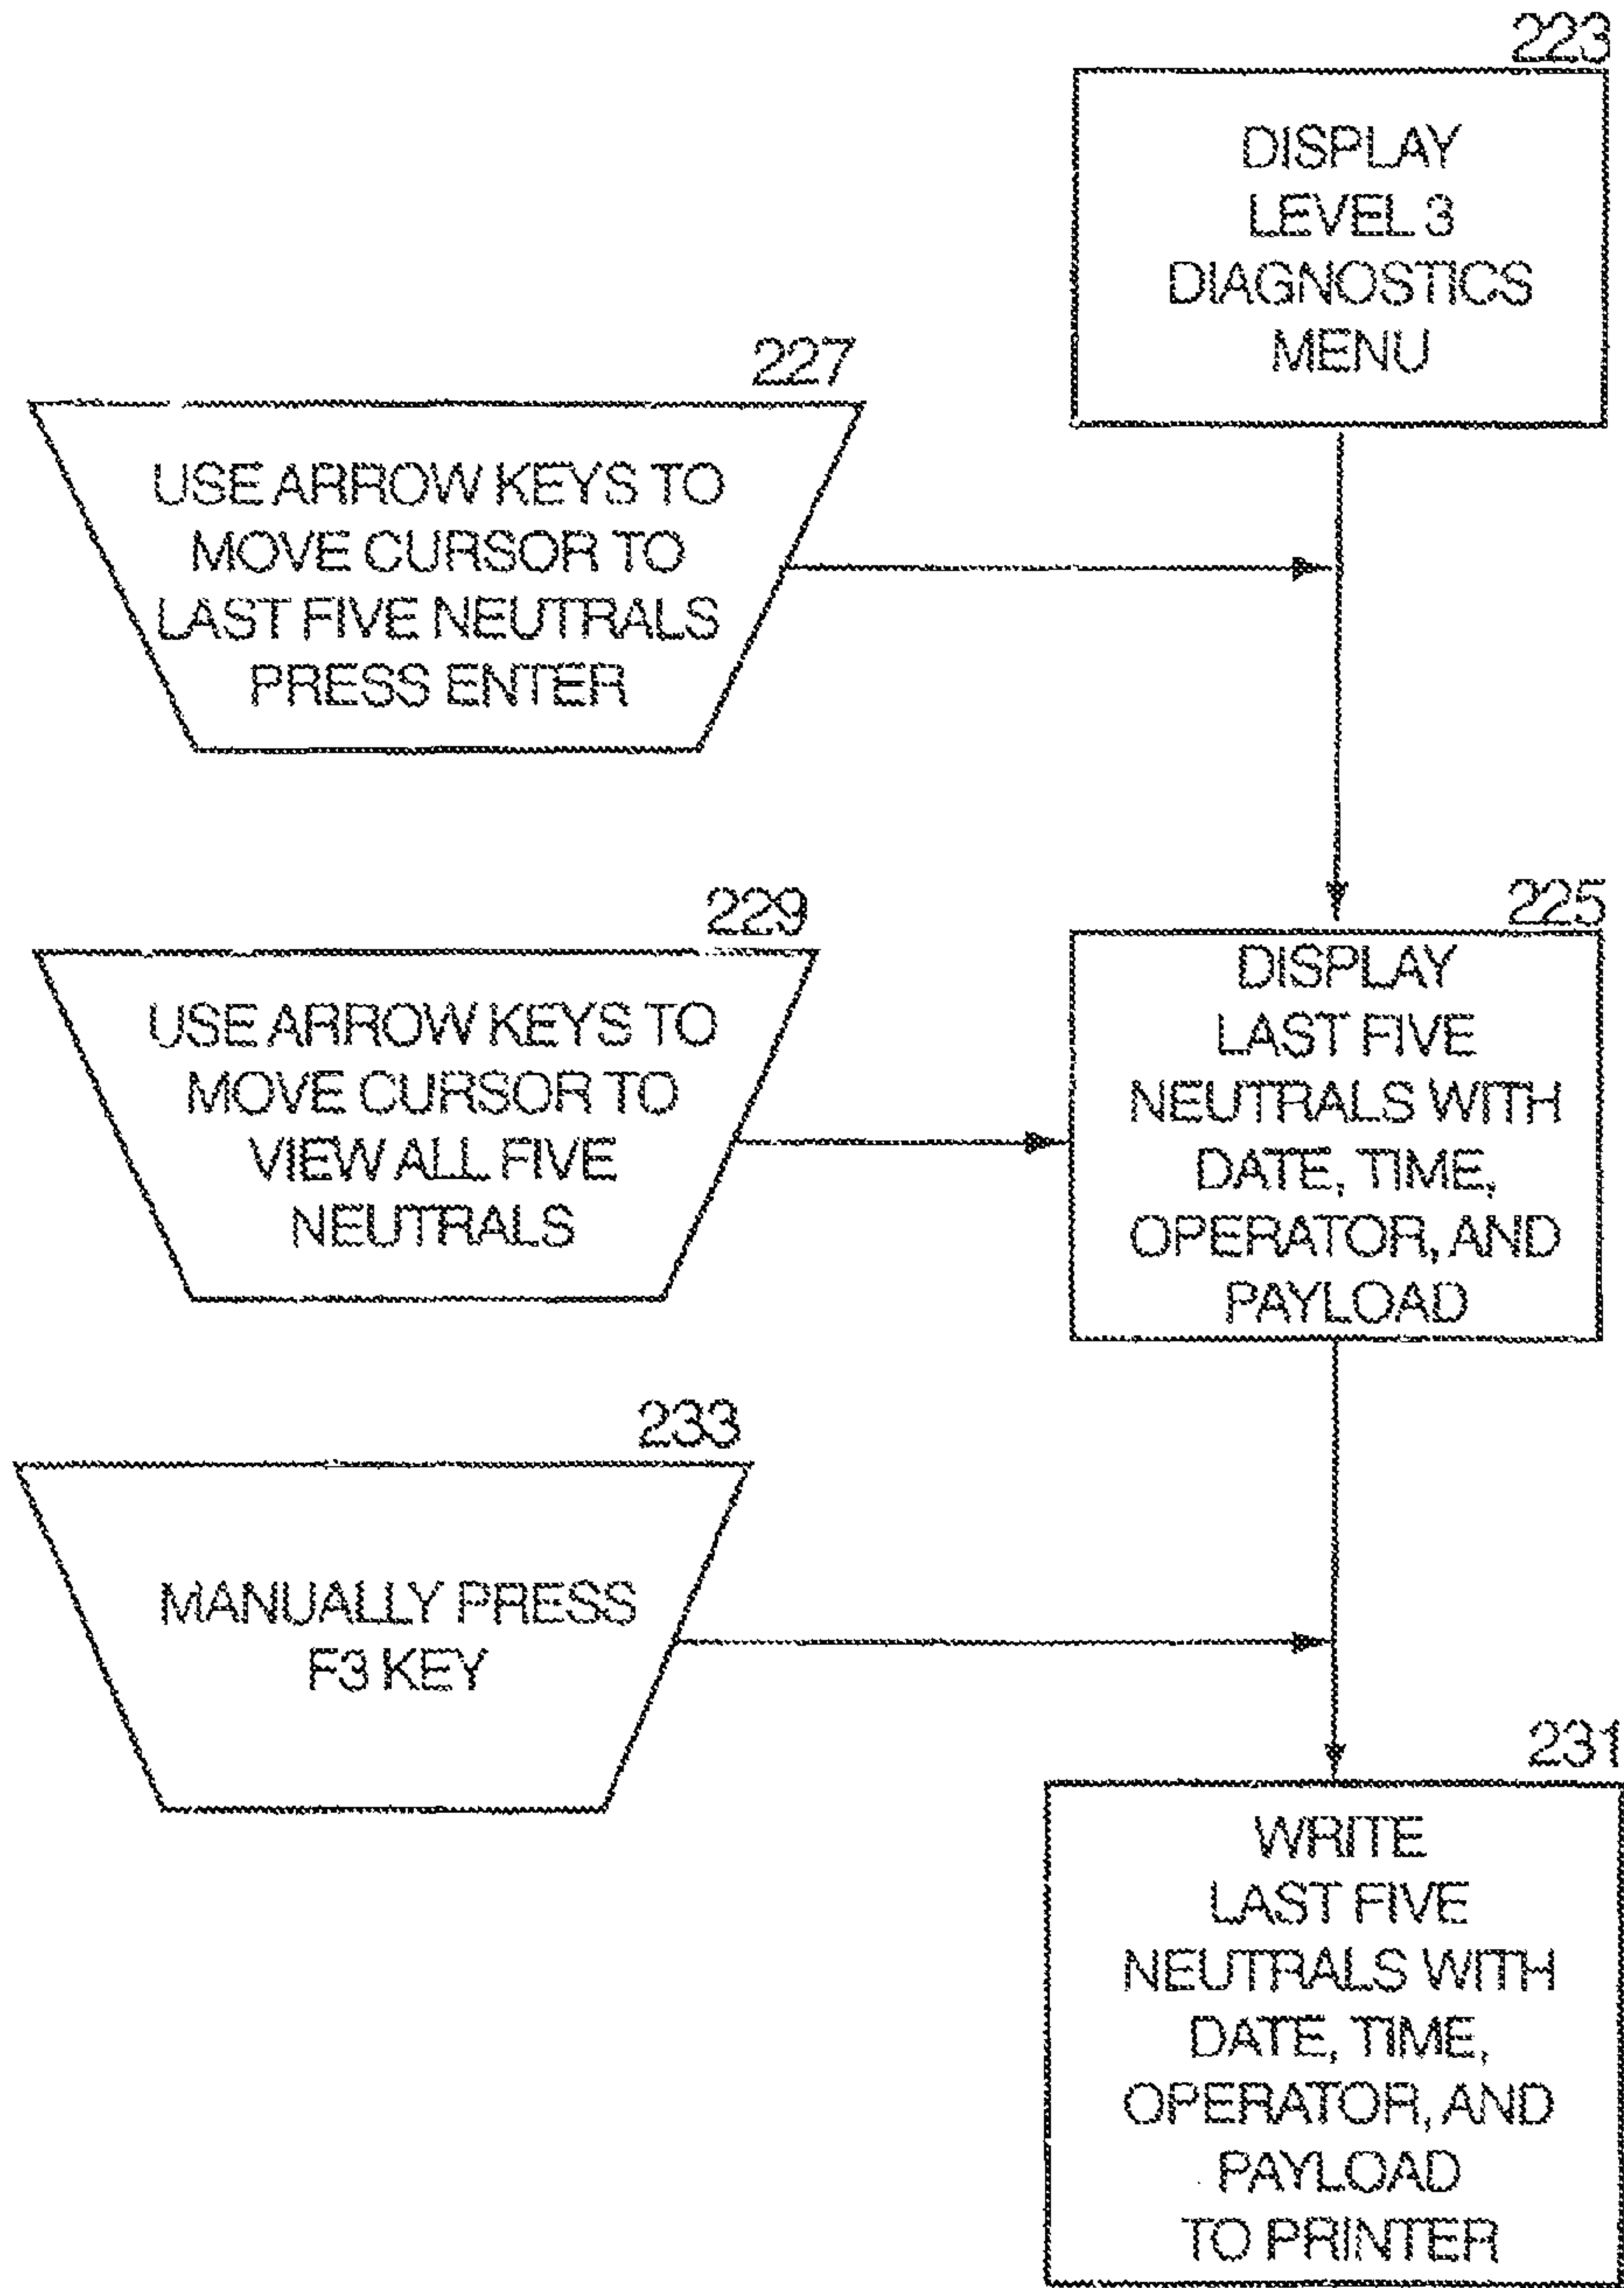 223
DISPLAY
LEVEL 3
DIAGNOSTICS
MENU
227
USE ARROW KEYS TO
MOVE CURSOR TO
LAST FIVE NEUTRALS
PRESS ENTER
229
USE ARROW KEYS TO
MOVE CURSOR TO
VIEW ALL FIVE
NEUTRALS
225
DISPLAY
LAST FIVE
NEUTRALS WITH
DATE, TIME,
OPERATOR, AND
PAYLOAD
233
MANUALLY PRESS
F3 KEY
231
WRITE
LAST FIVE
NEUTRALS WITH
DATE, TIME,
OPERATOR, AND
PAYLOAD
TO PRINTER